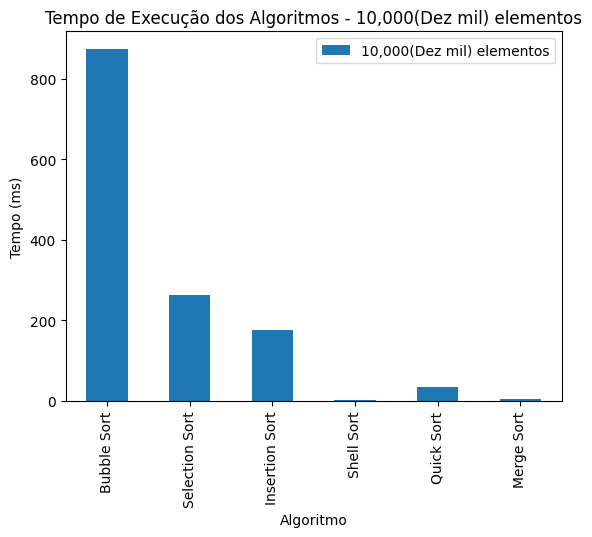 Tempo de Execução dos Algoritmos - 10,000(Dez mil) elementos
10,000(Dez mil) elementos
Tempo (ms)
800
600
400
200
0
Bubble Sort
Selection Sort
Insertion Sort
Shell Sort
Quick Sort
Merge Sort
Algoritmo